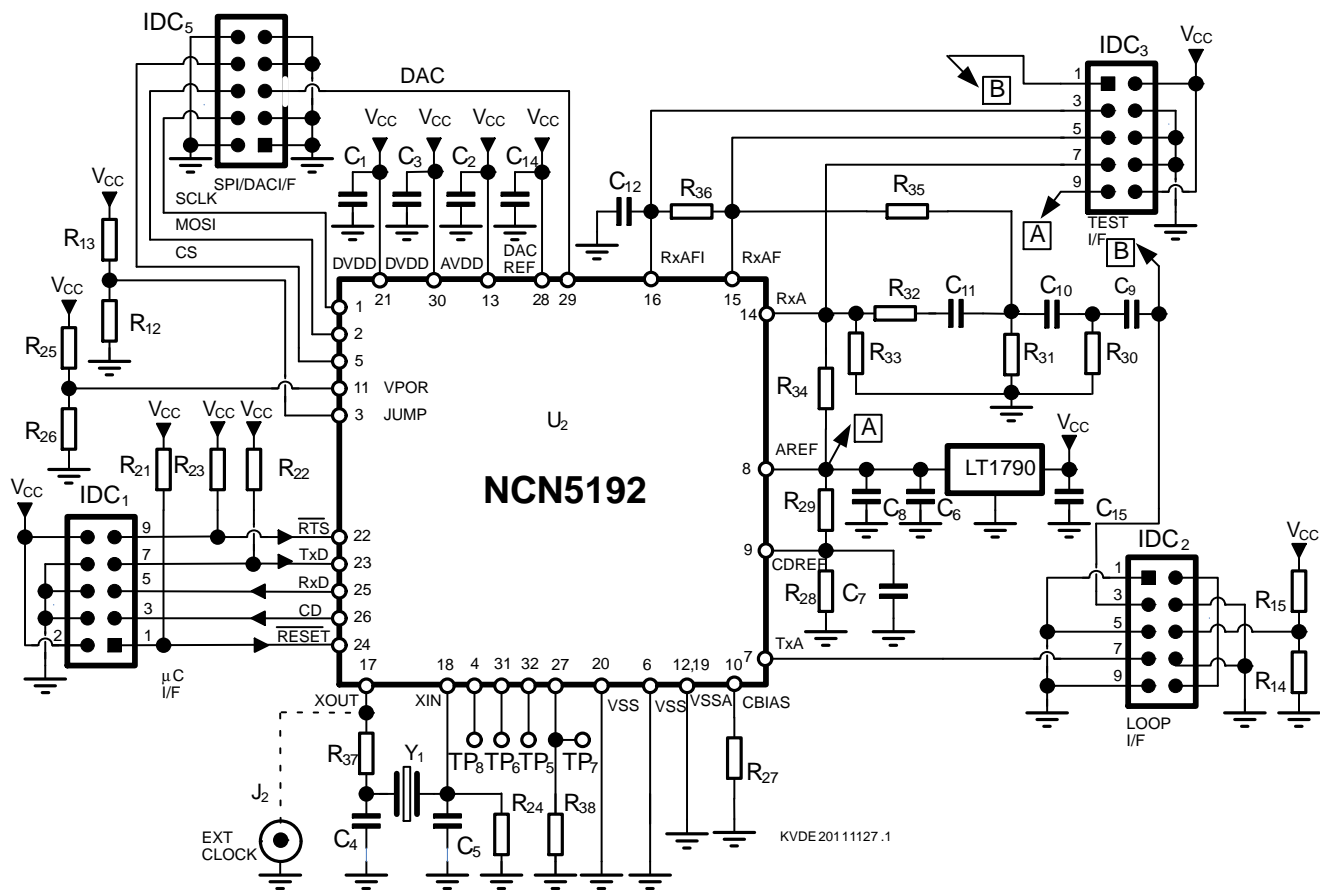 IDC5
DAC
IDC3
VCC
1
3
5
7
9
B
A
TEST
I/F
B
SPI/DACI/F
VCC
VCC
VCC
VCC
C1
C3
C2
C14
C12
R36
R35
VCC
R13
R12
SCLK
MOSI
CS
DVDD
DVDD
AVDD
DAC
REF
RxAFI
RxAF
21
30
13
28
29
16
15
VCC
R25
R26
1
2
5
11
VPOR
3
JUMP
14
RxA
R32
C11
C10
C9
R33
R31
R30
R34
U2
NCN5192
A
AREF
8
LT1790
VCC
R29
C8
C6
C15
9
CDREF
R28
C7
TxA
7
VCC
VCC
VCC
R21
R23
R22
VCC
IDC1
9
7
5
3
2
1
RTS
TxD
RxD
CD
RESET
22
23
25
26
24
µC
I/F
IDC2
1
3
5
7
9
LOOP
I/F
VCC
R15
R14
17
18
4
31
32
27
20
6
12,19
10
XOUT
XIN
VSS
VSS
VSSA
CBIAS
R37
Y1
TP8
TP6
TP5
TP7
R27
J2
R24
R38
EXT
CLOCK
C4
C5
KVDE20111127.1